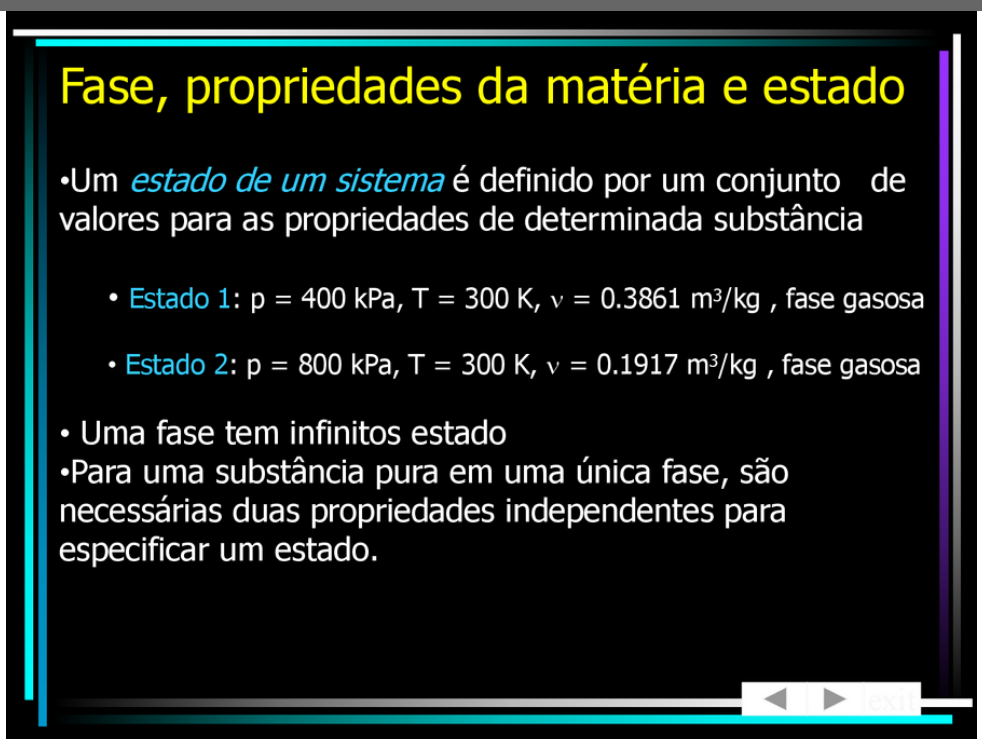 Fase, propriedades da matéria e estado
•Um estado de um sistema é definido por um conjunto de
valores para as propriedades de determinada substância
• Estado 1: p = 400 kPa, T = 300 K, ν = 0.3861 m³/kg , fase gasosa
• Estado 2: p = 800 kPa, T = 300 K, ν = 0.1917 m³/kg , fase gasosa
• Uma fase tem infinitos estado
•Para uma substância pura em uma única fase, são
necessárias duas propriedades independentes para
especificar um estado.
exit